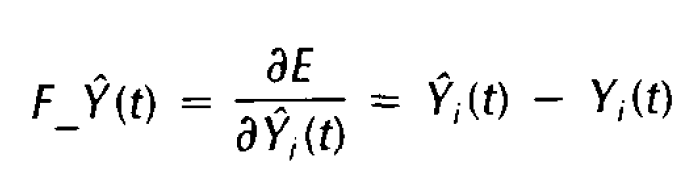 F_Ŷ(t) = ∂E / ∂Ŷᵢ(t) = Ŷᵢ(t) − Yᵢ(t)